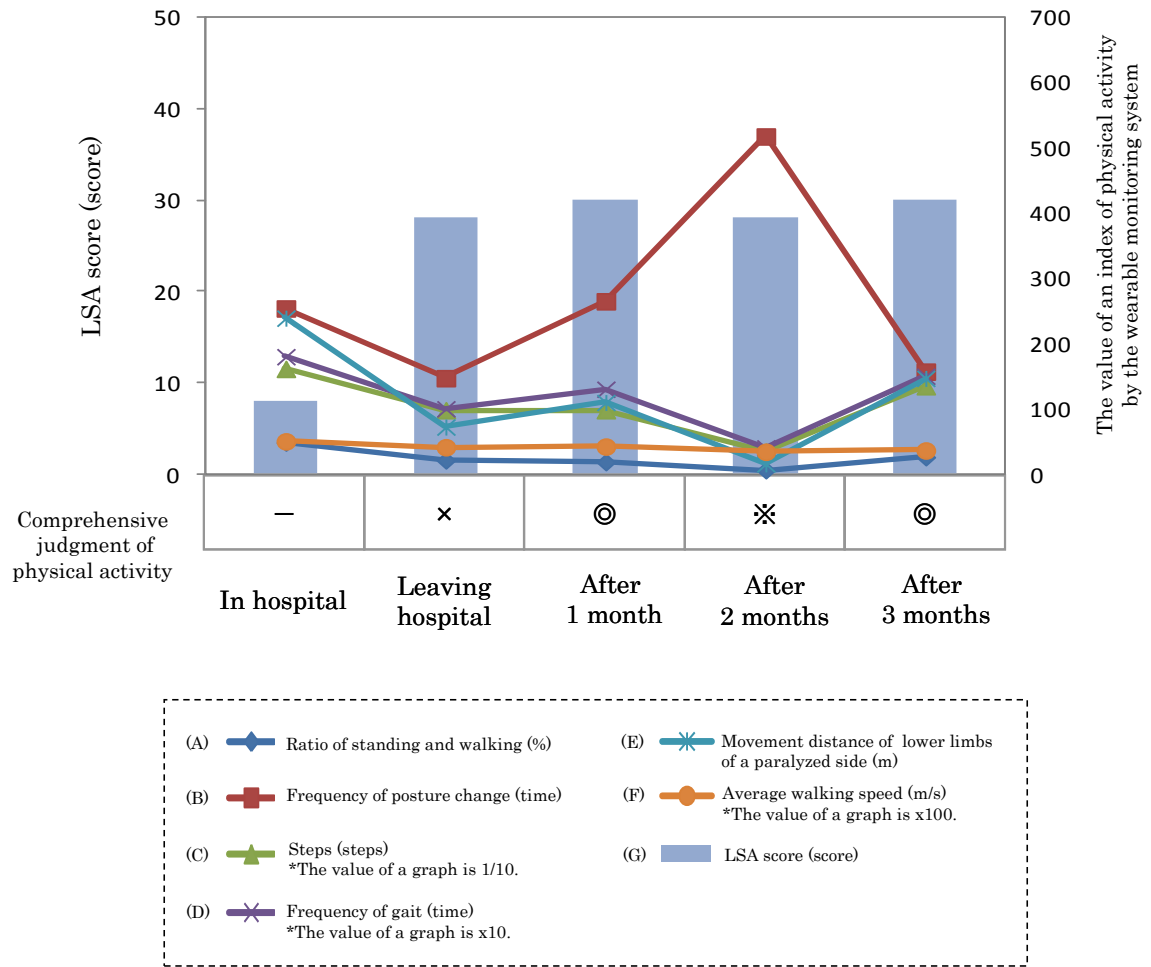 50
40
30
20
10
0
LSA score (score)
700
600
500
400
300
200
100
0
The value of an index of physical activity
by the wearable monitoring system
Comprehensive
judgment of
physical activity
— × ◎ ※ ◎
In hospital
Leaving
hospital
After
1 month
After
2 months
After
3 months
(A) Ratio of standing and walking (%)
(B) Frequency of posture change (time)
(C) Steps (steps)
*The value of a graph is 1/10.
(D) Frequency of gait (time)
*The value of a graph is x10.
(E) Movement distance of lower limbs
of a paralyzed side (m)
(F) Average walking speed (m/s)
*The value of a graph is x100.
(G) LSA score (score)